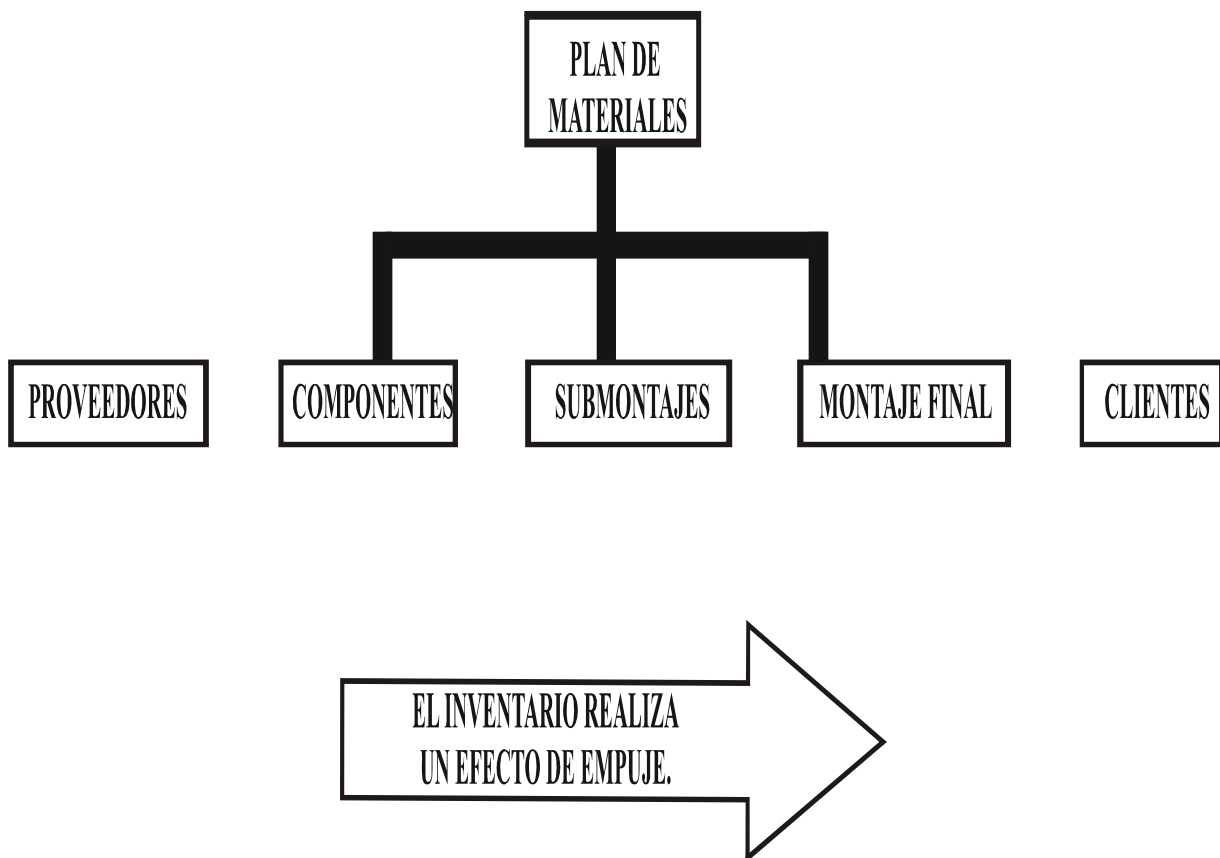 PLAN DE
MATERIALES
PROVEEDORES
COMPONENTES
SUBMONTAJES
MONTAJE FINAL
CLIENTES
EL INVENTARIO REALIZA
UN EFECTO DE EMPUJE.